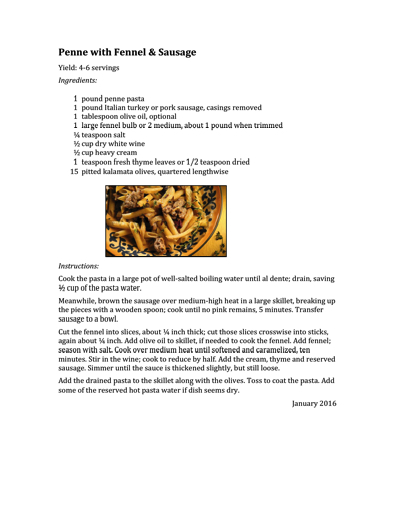 Penne with Fennel & Sausage
Yield: 4-6 servings
Ingredients:
1 pound penne pasta
1 pound Italian turkey or pork sausage, casings removed
1 tablespoon olive oil, optional
1 large fennel bulb or 2 medium, about 1 pound when trimmed
¼ teaspoon salt
½ cup dry white wine
½ cup heavy cream
1 teaspoon fresh thyme leaves or 1/2 teaspoon dried
15 pitted kalamata olives, quartered lengthwise
Instructions:
Cook the pasta in a large pot of well-salted boiling water until al dente; drain, saving
½ cup of the pasta water.
Meanwhile, brown the sausage over medium-high heat in a large skillet, breaking up
the pieces with a wooden spoon; cook until no pink remains, 5 minutes. Transfer
sausage to a bowl.
Cut the fennel into slices, about ¼ inch thick; cut those slices crosswise into sticks,
again about ¼ inch. Add olive oil to skillet, if needed to cook the fennel. Add fennel;
season with salt. Cook over medium heat until softened and caramelized, ten
minutes. Stir in the wine; cook to reduce by half. Add the cream, thyme and reserved
sausage. Simmer until the sauce is thickened slightly, but still loose.
Add the drained pasta to the skillet along with the olives. Toss to coat the pasta. Add
some of the reserved hot pasta water if dish seems dry.
January 2016